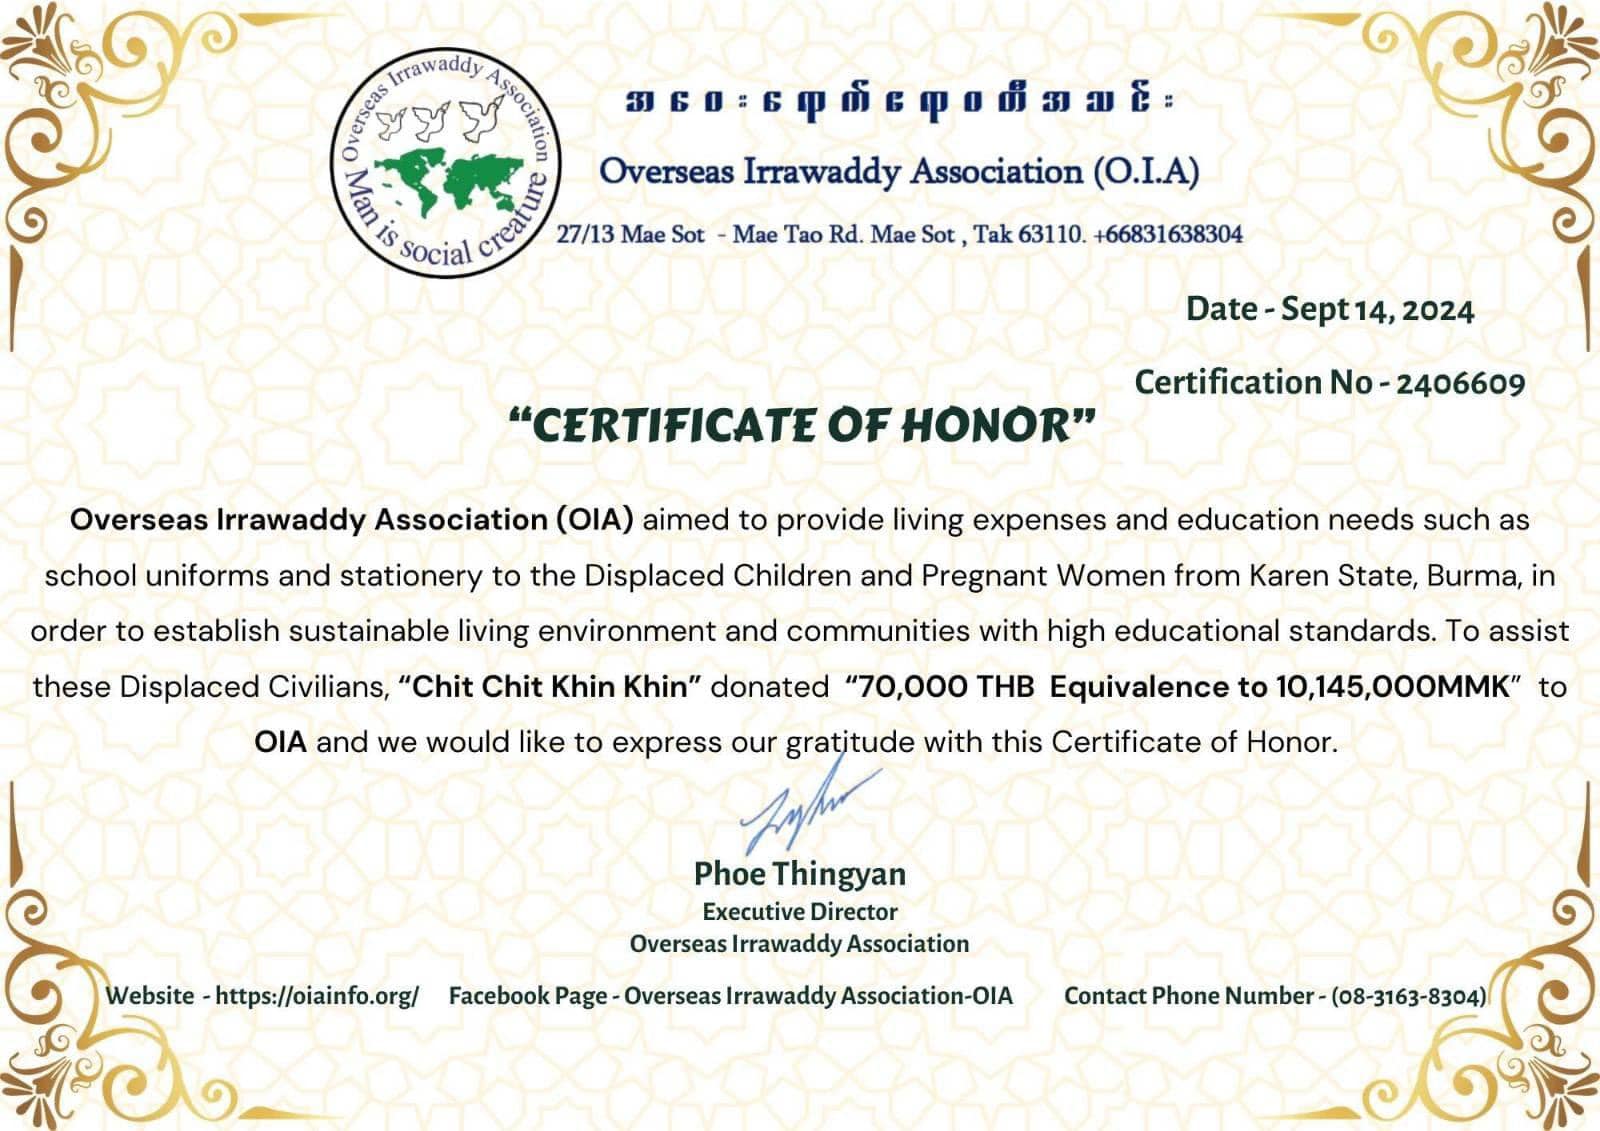 Overseas Irrawaddy Association
Man is social creature
အဝေးရောက်ဧရာဝတီအသင်း
Overseas Irrawaddy Association (O.I.A)
27/13 Mae Sot - Mae Tao Rd. Mae Sot , Tak 63110. +66831638304
Date - Sept 14, 2024
Certification No - 2406609
“CERTIFICATE OF HONOR”
Overseas Irrawaddy Association (OIA) aimed to provide living expenses and education needs such as
school uniforms and stationery to the Displaced Children and Pregnant Women from Karen State, Burma, in
order to establish sustainable living environment and communities with high educational standards. To assist
these Displaced Civilians, “Chit Chit Khin Khin” donated “70,000 THB Equivalence to 10,145,000MMK” to
OIA and we would like to express our gratitude with this Certificate of Honor.
Phoe Thingyan
Executive Director
Overseas Irrawaddy Association
Website - https://oiainfo.org/ Facebook Page - Overseas Irrawaddy Association-OIA Contact Phone Number - (08-3163-8304)